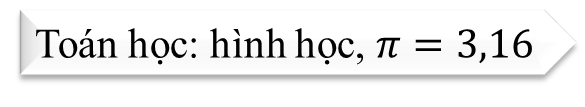 Toán học: hình học, 𝜋 = 3,16